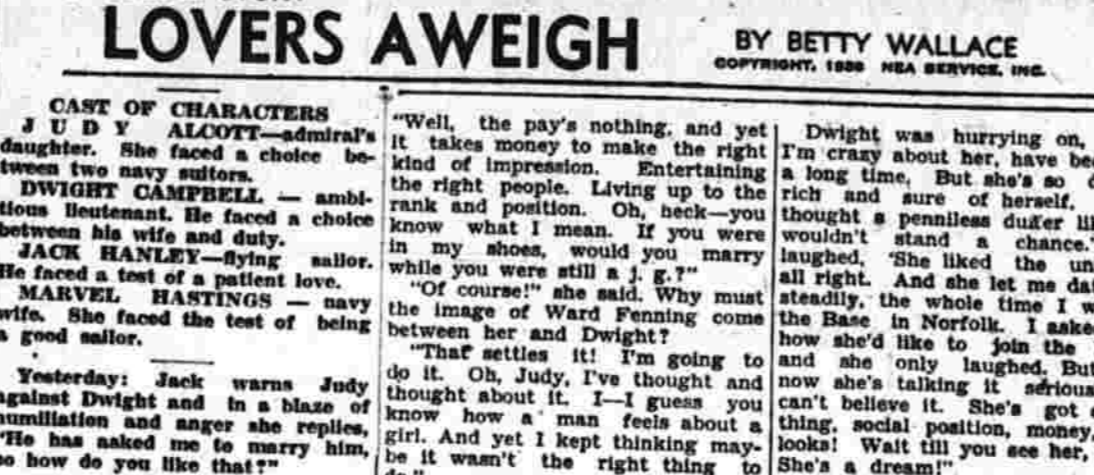 LOVERS AWEIGH
BY BETTY WALLACE
COPYRIGHT, 1938 NEA SERVICE, INC.
CAST OF CHARACTERS
JUDY ALCOTT—admiral's
daughter. She faced a choice be-
tween two navy suitors.
DWIGHT CAMPBELL — ambi-
tious lieutenant. He faced a choice
between his wife and duty.
JACK HANLEY—flying sailor.
He faced a test of a patient love.
MARVEL HASTINGS — navy
wife. She faced the test of being
a good sailor.
Yesterday: Jack warns Judy
against Dwight and in a blaze of
humiliation and anger she replies,
"He has asked me to marry him,
so how do you like that?"
"Well, the pay's nothing, and yet
it takes money to make the right
kind of impression. Entertaining
the right people. Living up to the
rank and position. Oh, heck—you
know what I mean. If you were
in my shoes, would you marry
while you were still a j. g.?"
"Of course!" she said. Why must
the image of Ward Fenning come
between her and Dwight?
"That settles it! I'm going to
do it. Oh, Judy, I've thought and
thought about it. I—I guess you
know how a man feels about a
girl. And yet I kept thinking may-
be it wasn't the right thing to
do."
Dwight was hurrying on,
I'm crazy about her, have
a long time. But she's so
rich and sure of herself.
thought a penniless duffer
wouldn't stand a chance."
laughed. "She liked the
all right. And she let me
steadily, the whole time I
the Base in Norfolk. I
how she'd like to join the
and she only laughed. But
now she's talking it
can't believe it. She's got
thing, social position, money,
looks! Wait till you see her,
She's a dream!"